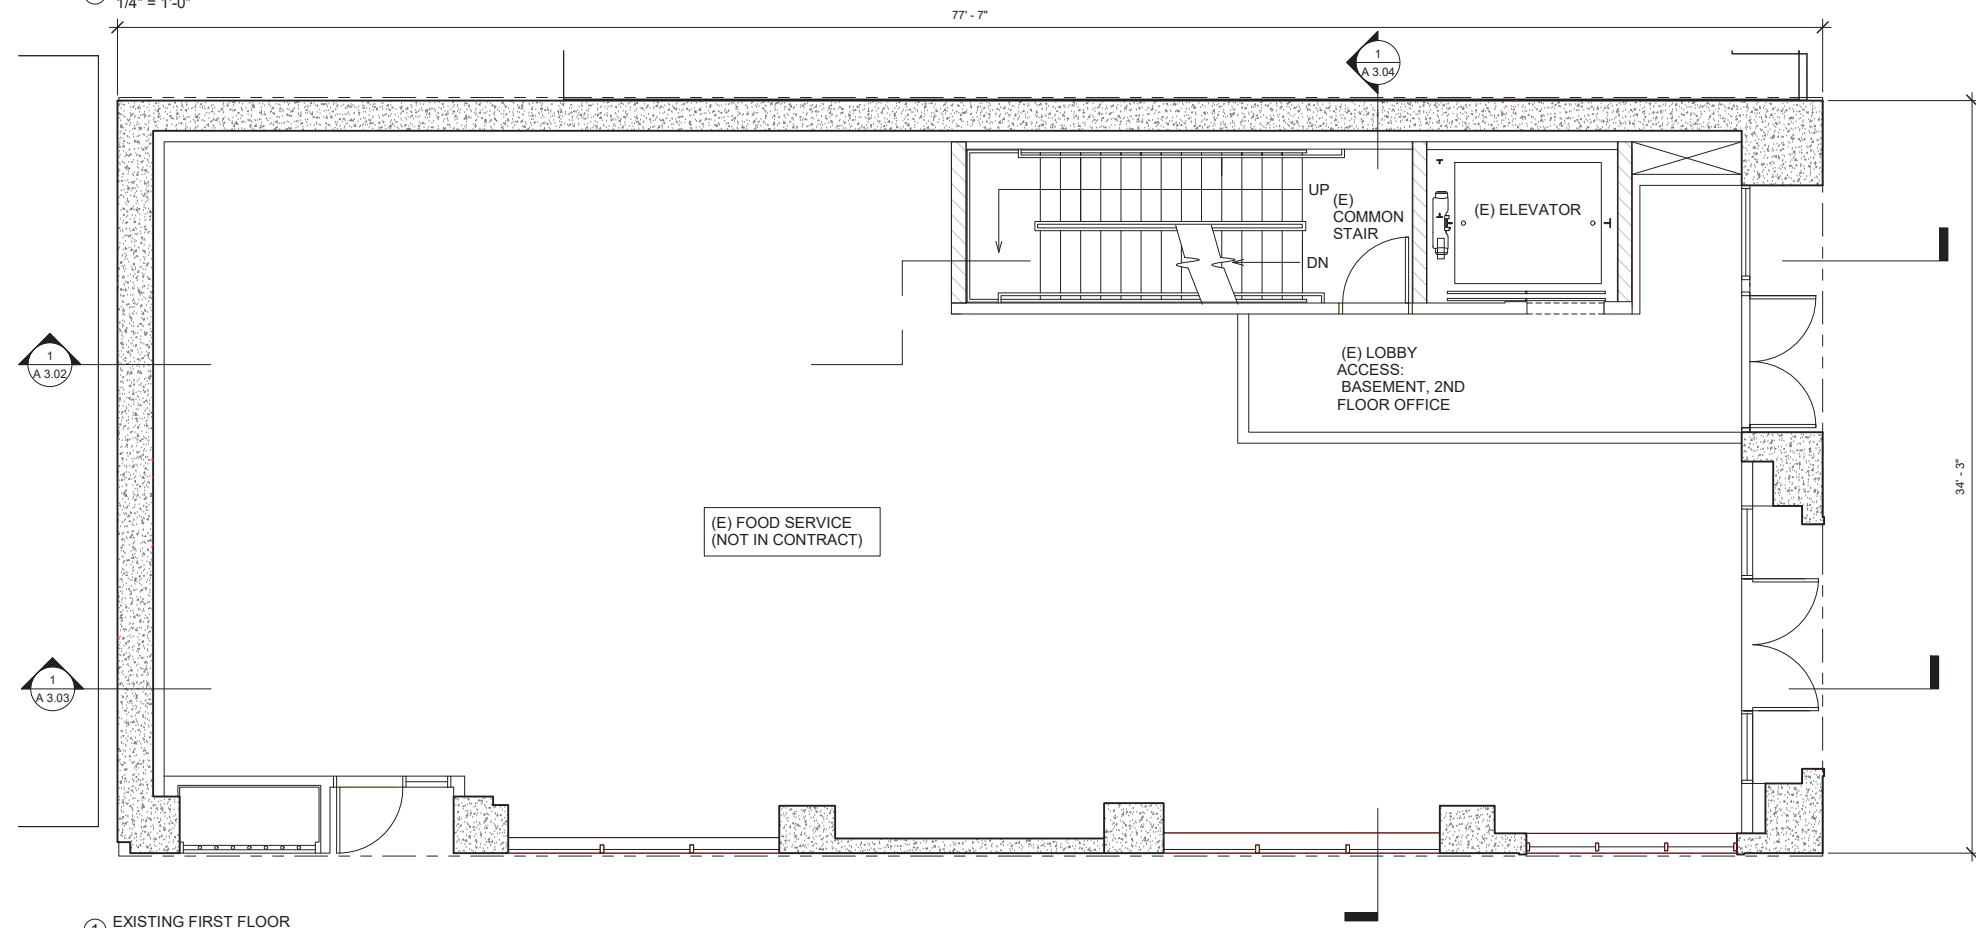 1/4" = 1'-0"
77' - 7"
1
A 3.04
UP
(E)
COMMON
STAIR
(E) ELEVATOR
DN
1
A 3.02
(E) LOBBY
ACCESS:
BASEMENT, 2ND
FLOOR OFFICE
34' - 3"
(E) FOOD SERVICE
(NOT IN CONTRACT)
1
A 3.03
1
EXISTING FIRST FLOOR